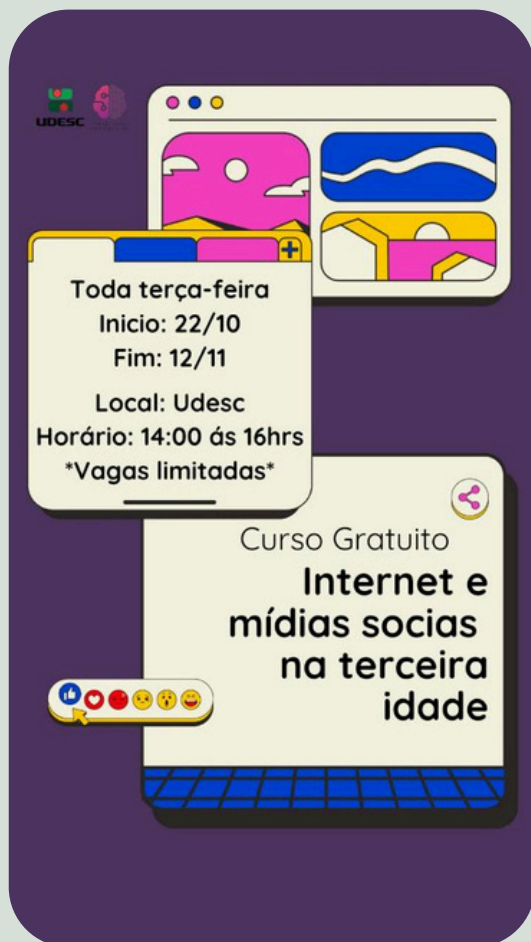 UDESC
Toda terça-feira
Inicio: 22/10
Fim: 12/11
Local: Udesc
Horário: 14:00 ás 16hrs
*Vagas limitadas*
Curso Gratuito
Internet e
mídias socias
na terceira
idade